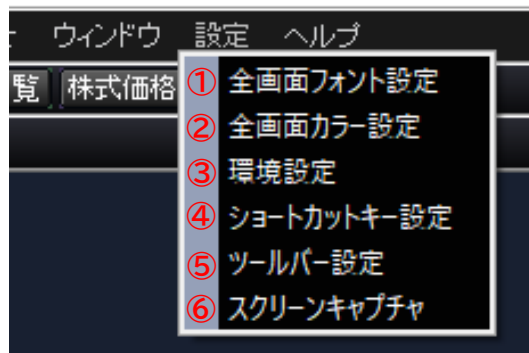 ウィンドウ 設定 ヘルプ
覧 株式価格
① 全画面フォント設定
② 全画面カラー設定
③ 環境設定
④ ショートカットキー設定
⑤ ツールバー設定
⑥ スクリーンキャプチャ